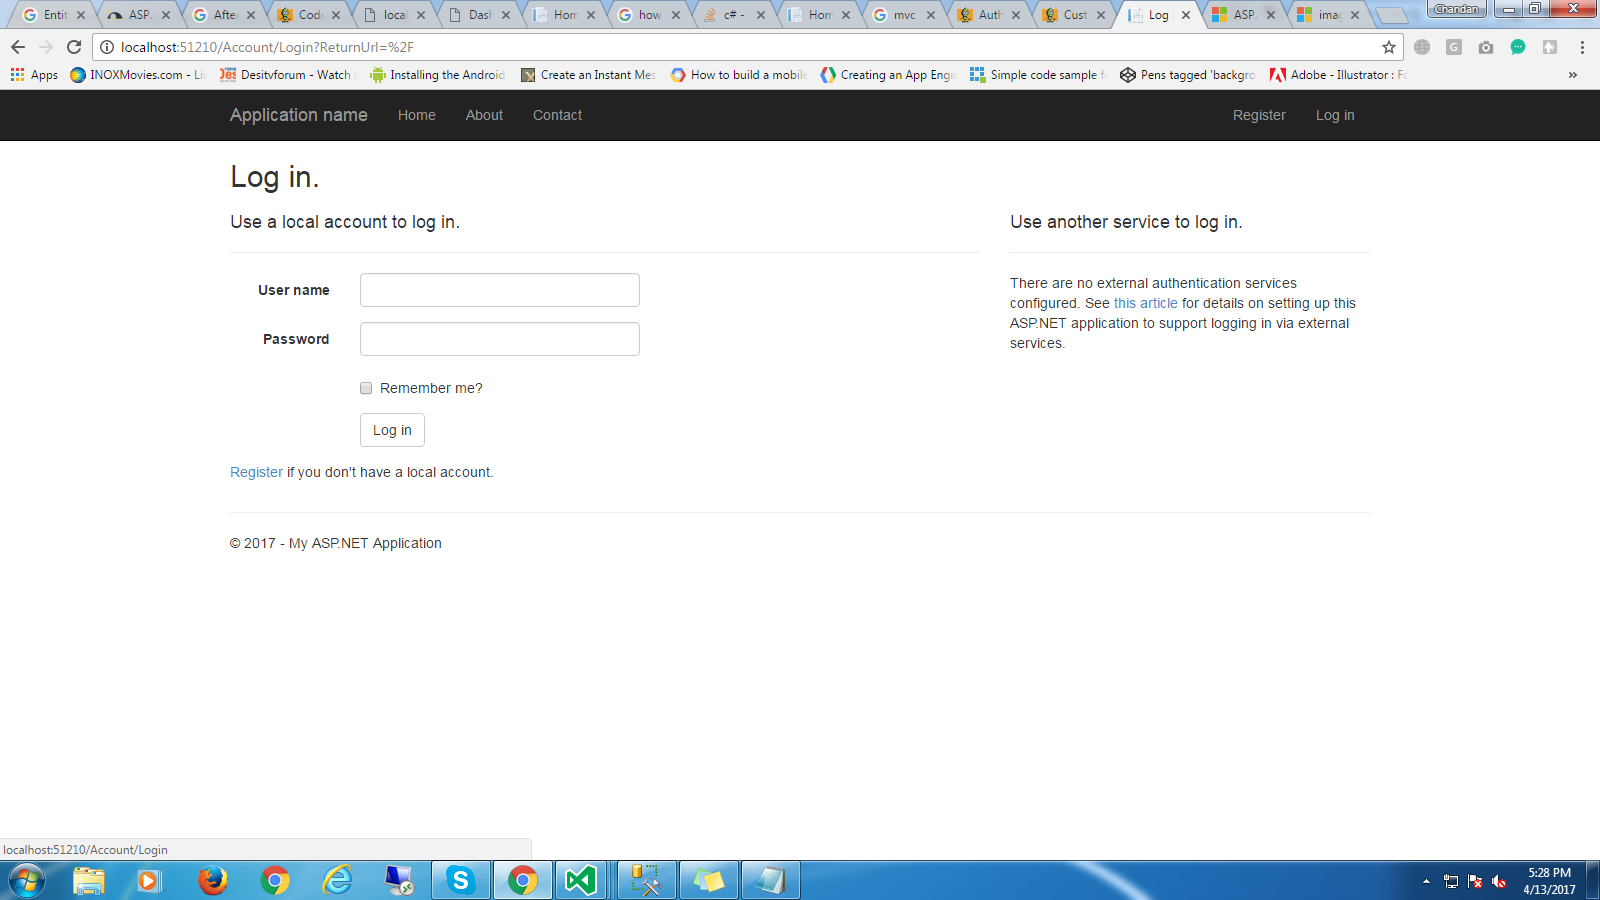 Entit
ASP.
After
Code
local
Dash
Hom
how
c# -
Hom
mvc
Auth
Cust
Log
ASP.
imag
Chandan
localhost:51210/Account/Login?ReturnUrl=%2F
Apps
INOXMovies.com - Liv
Desitvforum - Watch
Installing the Android
Create an Instant Mes
How to build a mobile
Creating an App Engi
Simple code sample f
Pens tagged 'backgro
Adobe - Illustrator : Fo
»
Application name
Home
About
Contact
Register
Log in
Log in.
Use a local account to log in.
Use another service to log in.
User name
Password
Remember me?
Log in
Register if you don't have a local account.
There are no external authentication services
configured. See this article for details on setting up this
ASP.NET application to support logging in via external
services.
© 2017 - My ASP.NET Application
localhost:51210/Account/Login
5:28 PM
4/13/2017